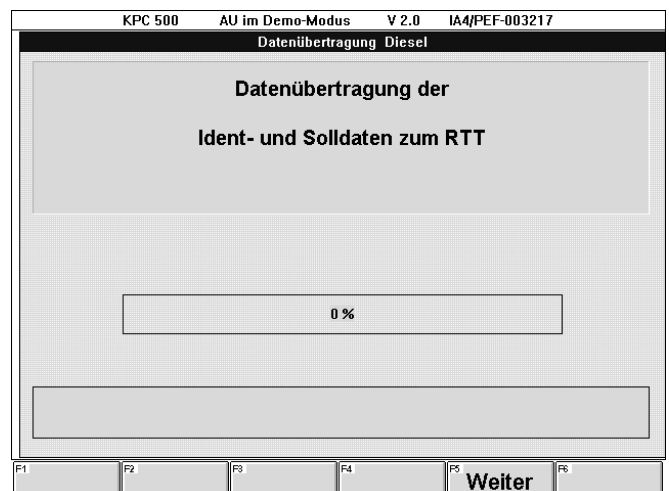 KPC 500 AU im Demo-Modus V 2.0 IA4/PEF-003217
Datenübertragung Diesel
Datenübertragung der
Ident- und Solldaten zum RTT
0 %
F1 F2 F3 F4 F5 Weiter F6